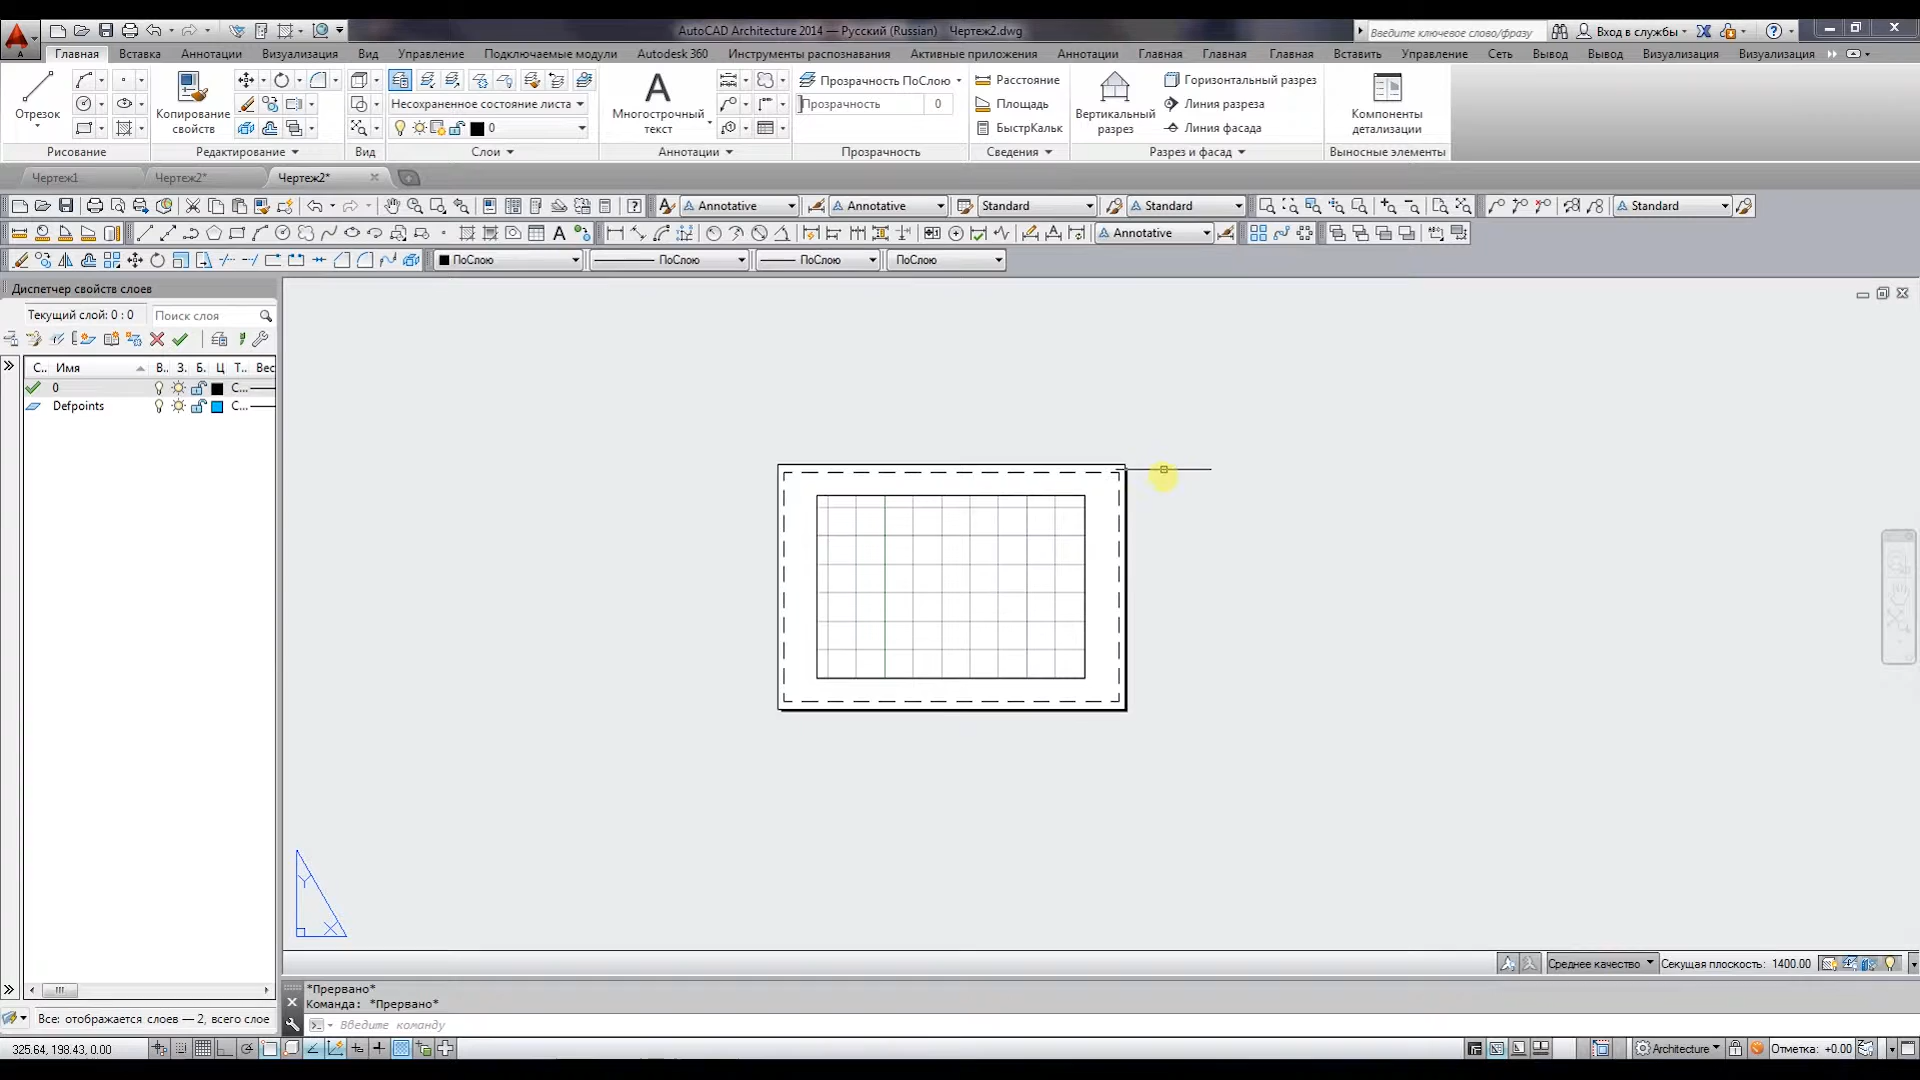 AutoCAD Architecture 2014 — Русский (Russian) Чертеж2.dwg
Введите ключевое слово/фразу
Вход в службы
Главная Вставка Аннотации Визуализация Вид Управление Подключаемые модули Autodesk 360 Инструменты распознавания Активные приложения Аннотации Главная Главная Главная Вставить Управление Сеть Вывод Вывод Визуализация Визуализация
Отрезок
Копирование свойств
Несохраненное состояние листа
0
Многострочный текст
Прозрачность ПоСлою
Прозрачность 0
Расстояние
Площадь
БыстрКальк
Вертикальный разрез
Горизонтальный разрез
Линия разреза
Линия фасада
Компоненты детализации
Рисование Редактирование Вид Слои Аннотации Прозрачность Сведения Разрез и фасад Выносные элементы
Чертеж1 Чертеж2* Чертеж2*
Annotative Annotative Standard Standard Standard
Annotative
ПоСлою ПоСлою ПоСлою ПоСлою
Диспетчер свойств слоев
Текущий слой: 0 : 0 Поиск слоя
С.. Имя В.. З. Б. Ц Т.. Вес
0 С...
Defpoints С...
Y
X
Среднее качество Секущая плоскость: 1400.00
*Прервано*
Команда: *Прервано*
Введите команду
Все: отображается слоев — 2, всего слое
325.64, 198.43, 0.00 Architecture Отметка: +0.00